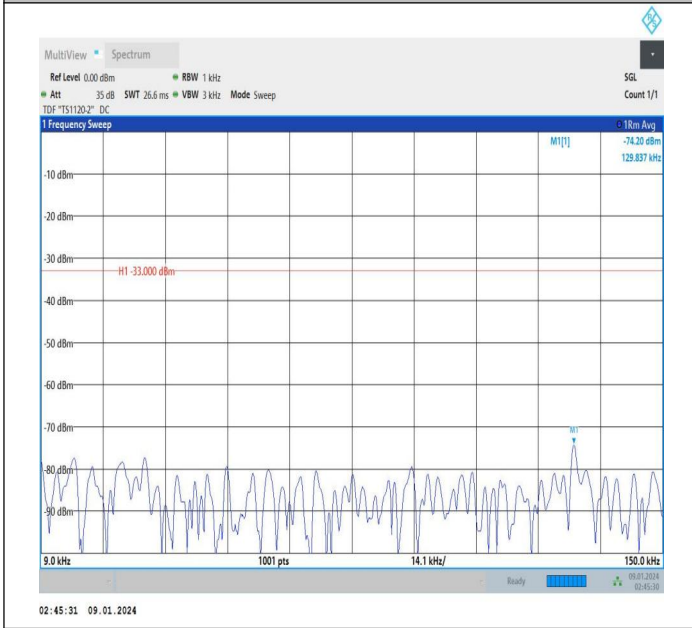 R&S
MultiView Spectrum
Ref Level 0.00 dBm RBW 1 kHz SGL
Att 35 dB SWT 26.6 ms VBW 3 kHz Mode Sweep Count 1/1
TDF "TS1120-2" DC
1 Frequency Sweep 1Rm Avg
M1[1] -74.20 dBm
129.837 kHz
-10 dBm
-20 dBm
-30 dBm
H1 -33.000 dBm
-40 dBm
-50 dBm
-60 dBm
-70 dBm
M1
-80 dBm
-90 dBm
9.0 kHz 1001 pts 14.1 kHz/ 150.0 kHz
Ready 09.01.2024
02:45:30
02:45:31 09.01.2024